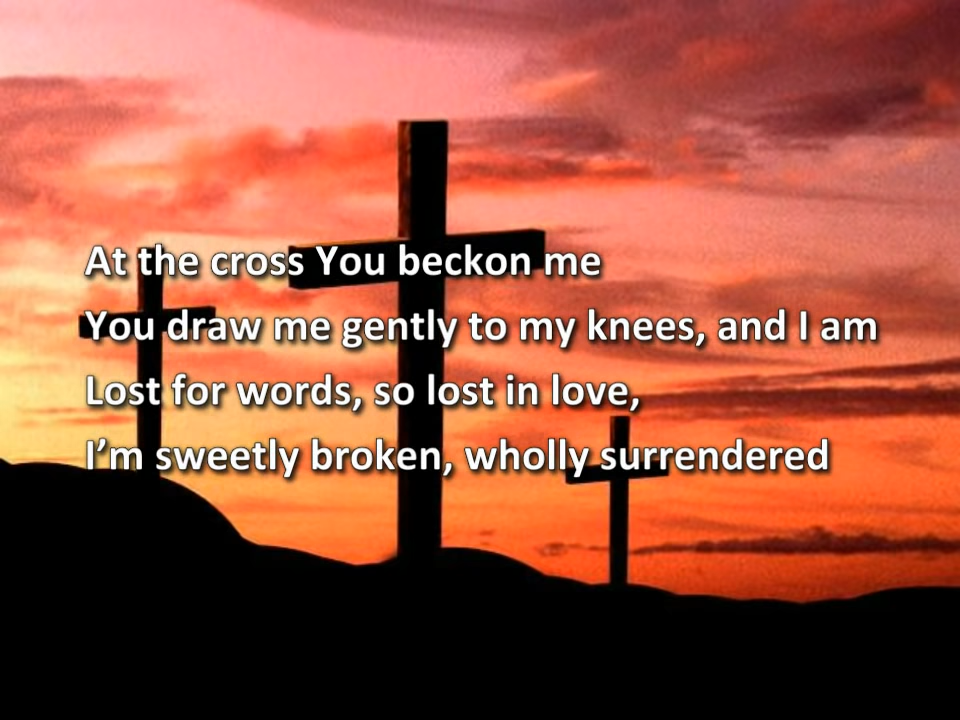 At the cross You beckon me
You draw me gently to my knees, and I am
Lost for words, so lost in love,
I’m sweetly broken, wholly surrendered